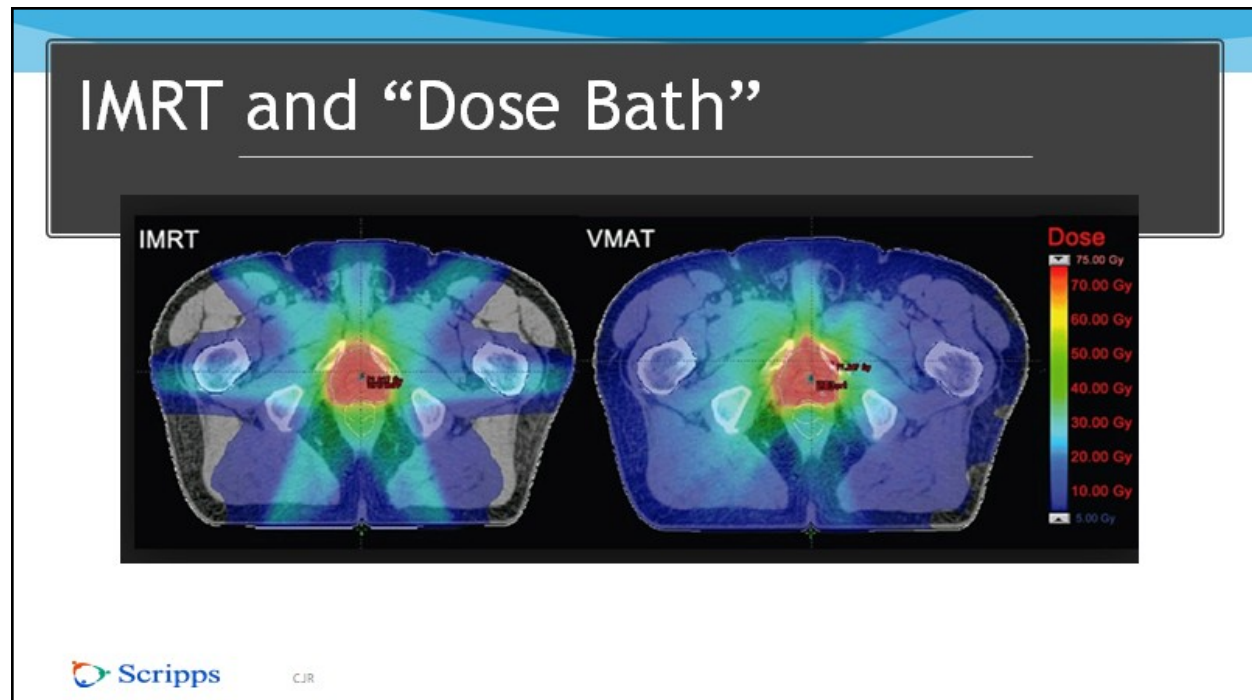 IMRT and “Dose Bath”
IMRT
VMAT
Dose
75.00 Gy
70.00 Gy
60.00 Gy
50.00 Gy
40.00 Gy
30.00 Gy
20.00 Gy
10.00 Gy
5.00 Gy
Scripps
CJR